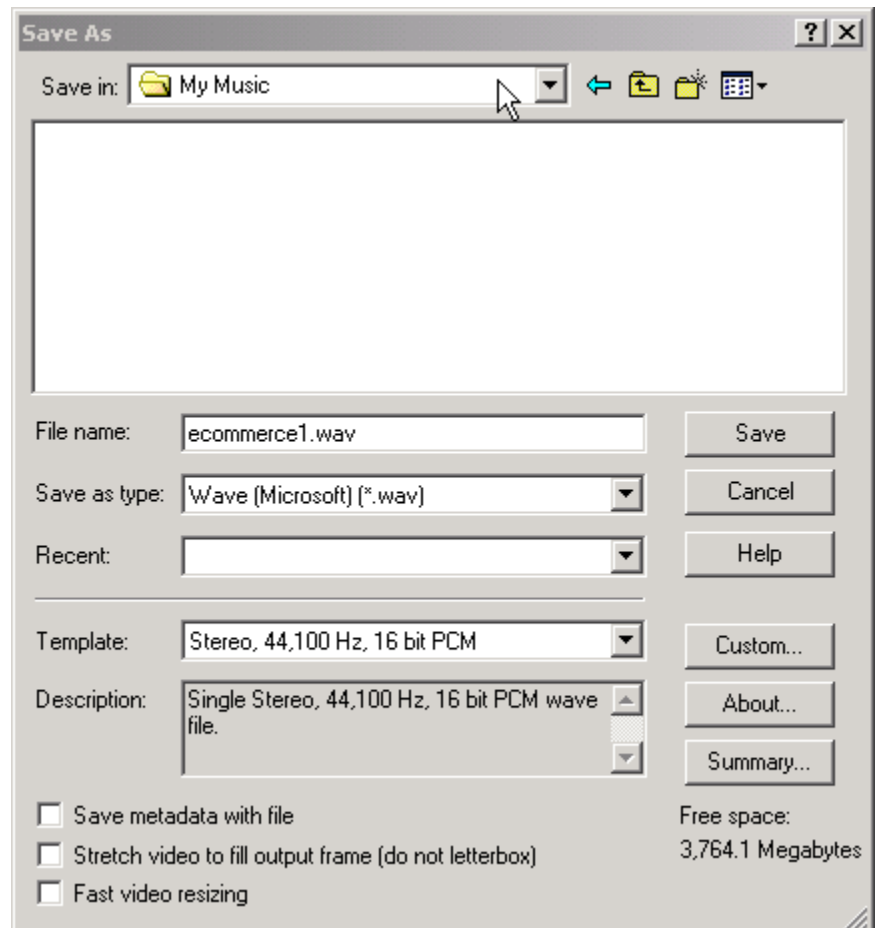 Save As
Save in: My Music
File name: ecommerce1.wav Save
Save as type: Wave (Microsoft) (*.wav) Cancel
Recent: Help
Template: Stereo, 44,100 Hz, 16 bit PCM Custom...
Description: Single Stereo, 44,100 Hz, 16 bit PCM wave About...
file.
Summary...
Save metadata with file Free space:
Stretch video to fill output frame (do not letterbox) 3,764.1 Megabytes
Fast video resizing